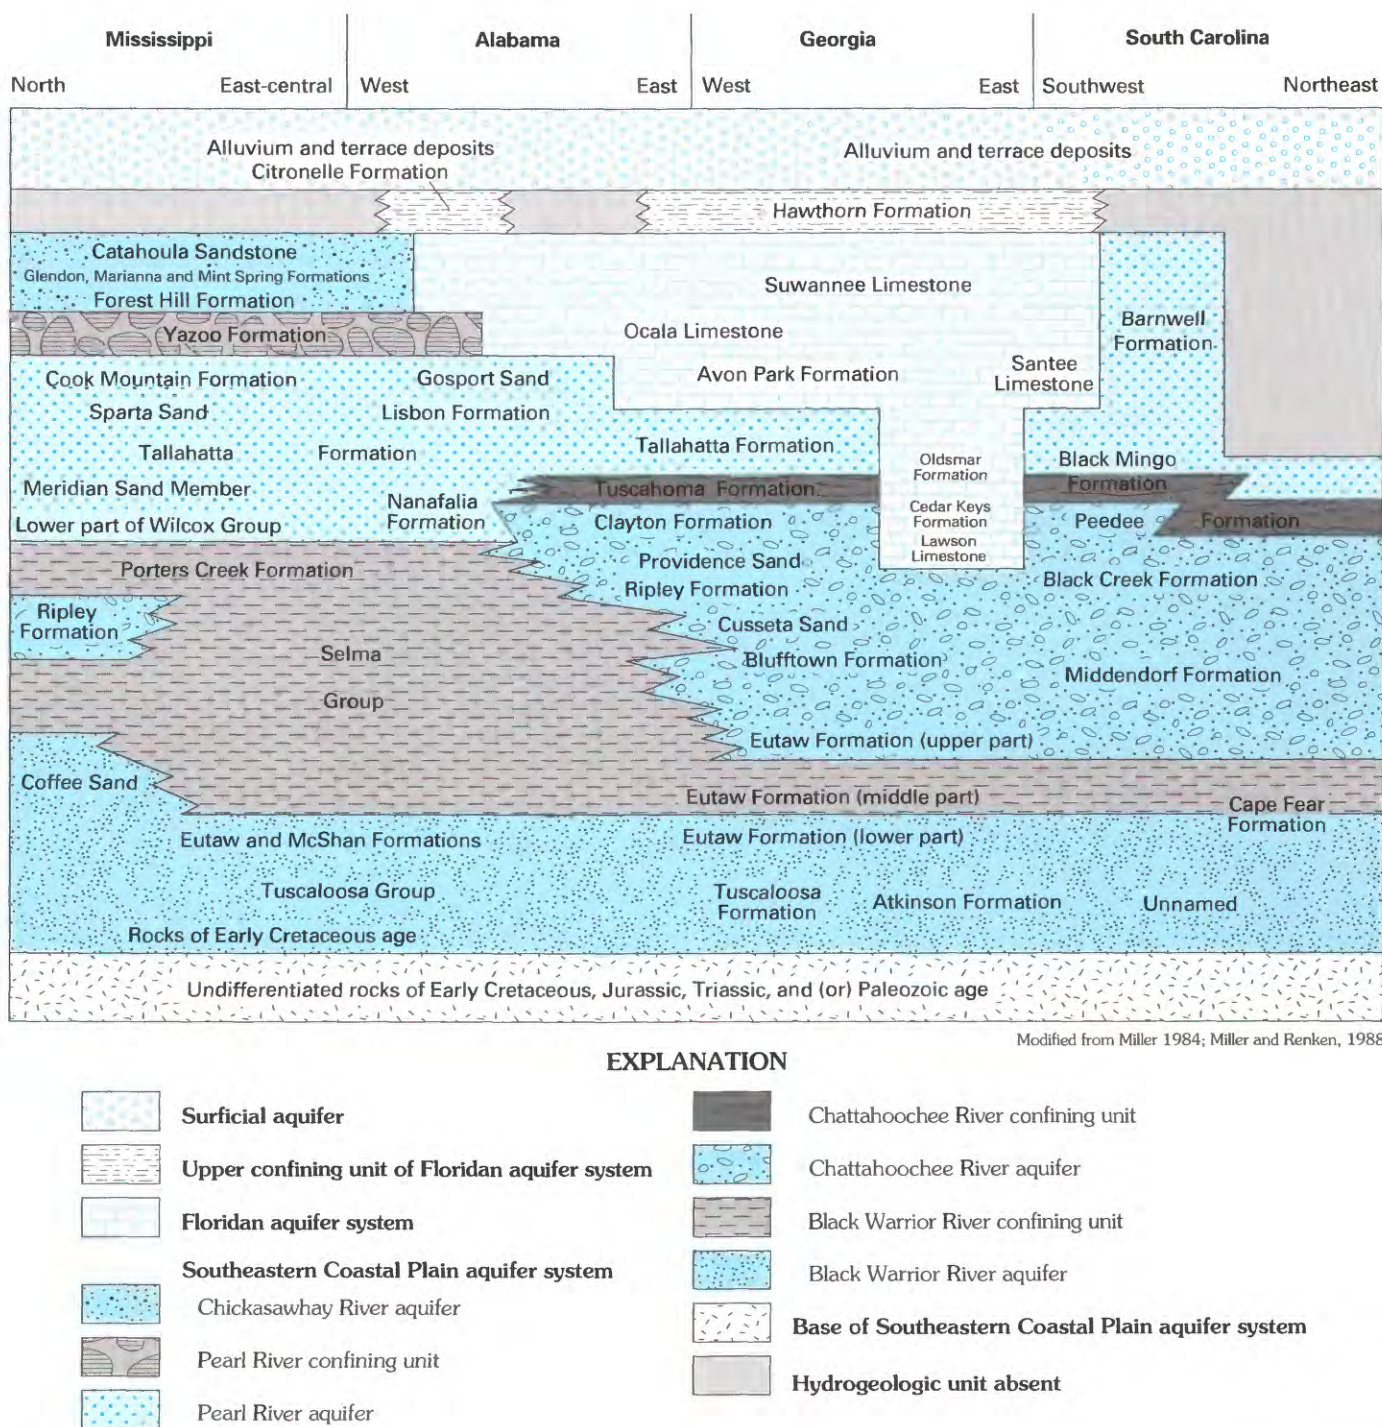 Mississippi Alabama Georgia South Carolina
North East-central West East West East Southwest Northeast
Alluvium and terrace deposits
Citronelle Formation
Alluvium and terrace deposits
Hawthorn Formation
Catahoula Sandstone
Glendon, Marianna and Mint Spring Formations
Forest Hill Formation
Suwannee Limestone
Yazoo Formation
Ocala Limestone
Barnwell
Formation
Cook Mountain Formation
Gosport Sand
Avon Park Formation
Santee
Limestone
Sparta Sand
Lisbon Formation
Tallahatta Formation
Tallahatta Formation
Oldsmar
Formation
Black Mingo
Formation
Meridian Sand Member
Nanafalia
Formation
Tuscahoma Formation
Lower part of Wilcox Group
Clayton Formation
Cedar Keys
Formation
Lawson
Limestone
Peedee Formation
Porters Creek Formation
Providence Sand
Ripley Formation
Black Creek Formation
Ripley
Formation
Cusseta Sand
Selma
Group
Blufftown Formation
Middendorf Formation
Eutaw Formation (upper part)
Coffee Sand
Eutaw Formation (middle part)
Cape Fear
Formation
Eutaw and McShan Formations
Eutaw Formation (lower part)
Tuscaloosa Group
Tuscaloosa
Formation
Atkinson Formation
Unnamed
Rocks of Early Cretaceous age
Undifferentiated rocks of Early Cretaceous, Jurassic, Triassic, and (or) Paleozoic age
Modified from Miller 1984; Miller and Renken, 1988
EXPLANATION
Surficial aquifer
Upper confining unit of Floridan aquifer system
Floridan aquifer system
Southeastern Coastal Plain aquifer system
Chickasawhay River aquifer
Pearl River confining unit
Pearl River aquifer
Chattahoochee River confining unit
Chattahoochee River aquifer
Black Warrior River confining unit
Black Warrior River aquifer
Base of Southeastern Coastal Plain aquifer system
Hydrogeologic unit absent